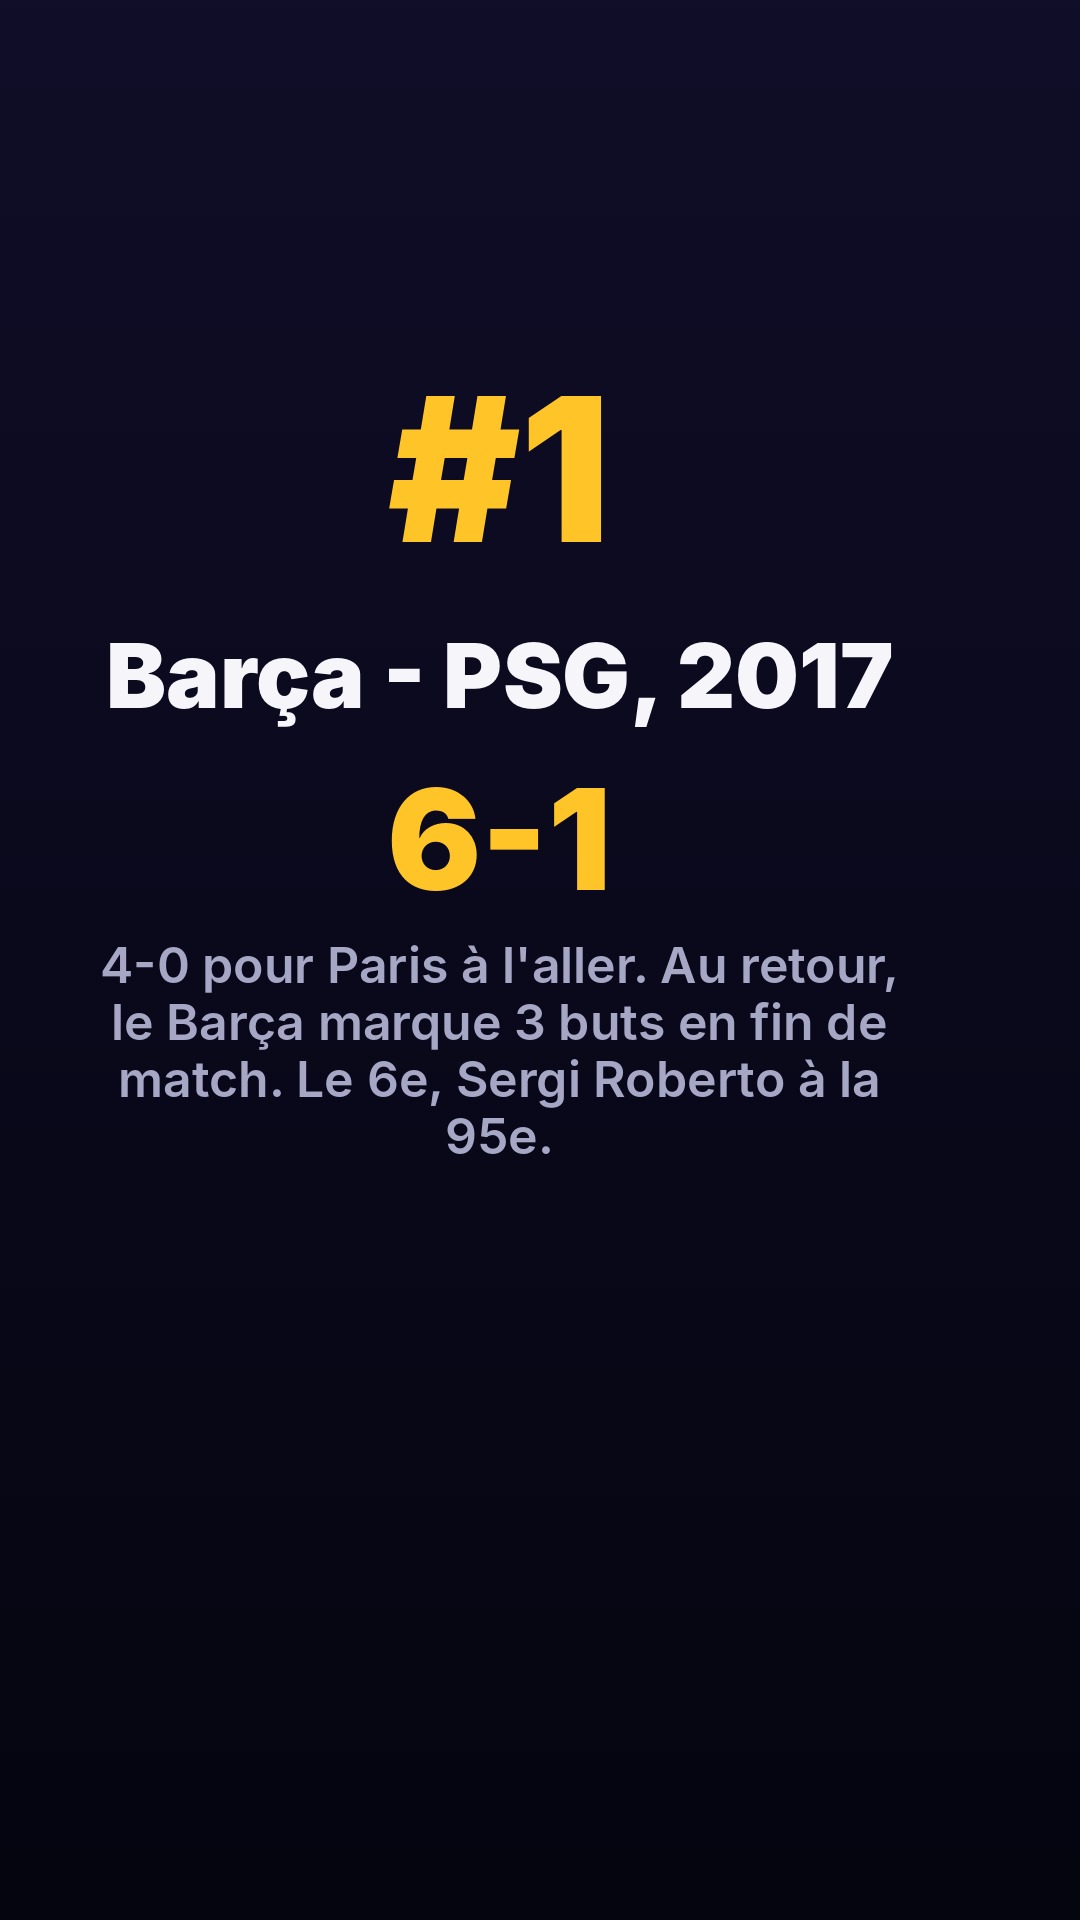 #1
Barça - PSG, 2017
6-1
4-0 pour Paris à l'aller. Au retour,
le Barça marque 3 buts en fin de
match. Le 6e, Sergi Roberto à la
95e.